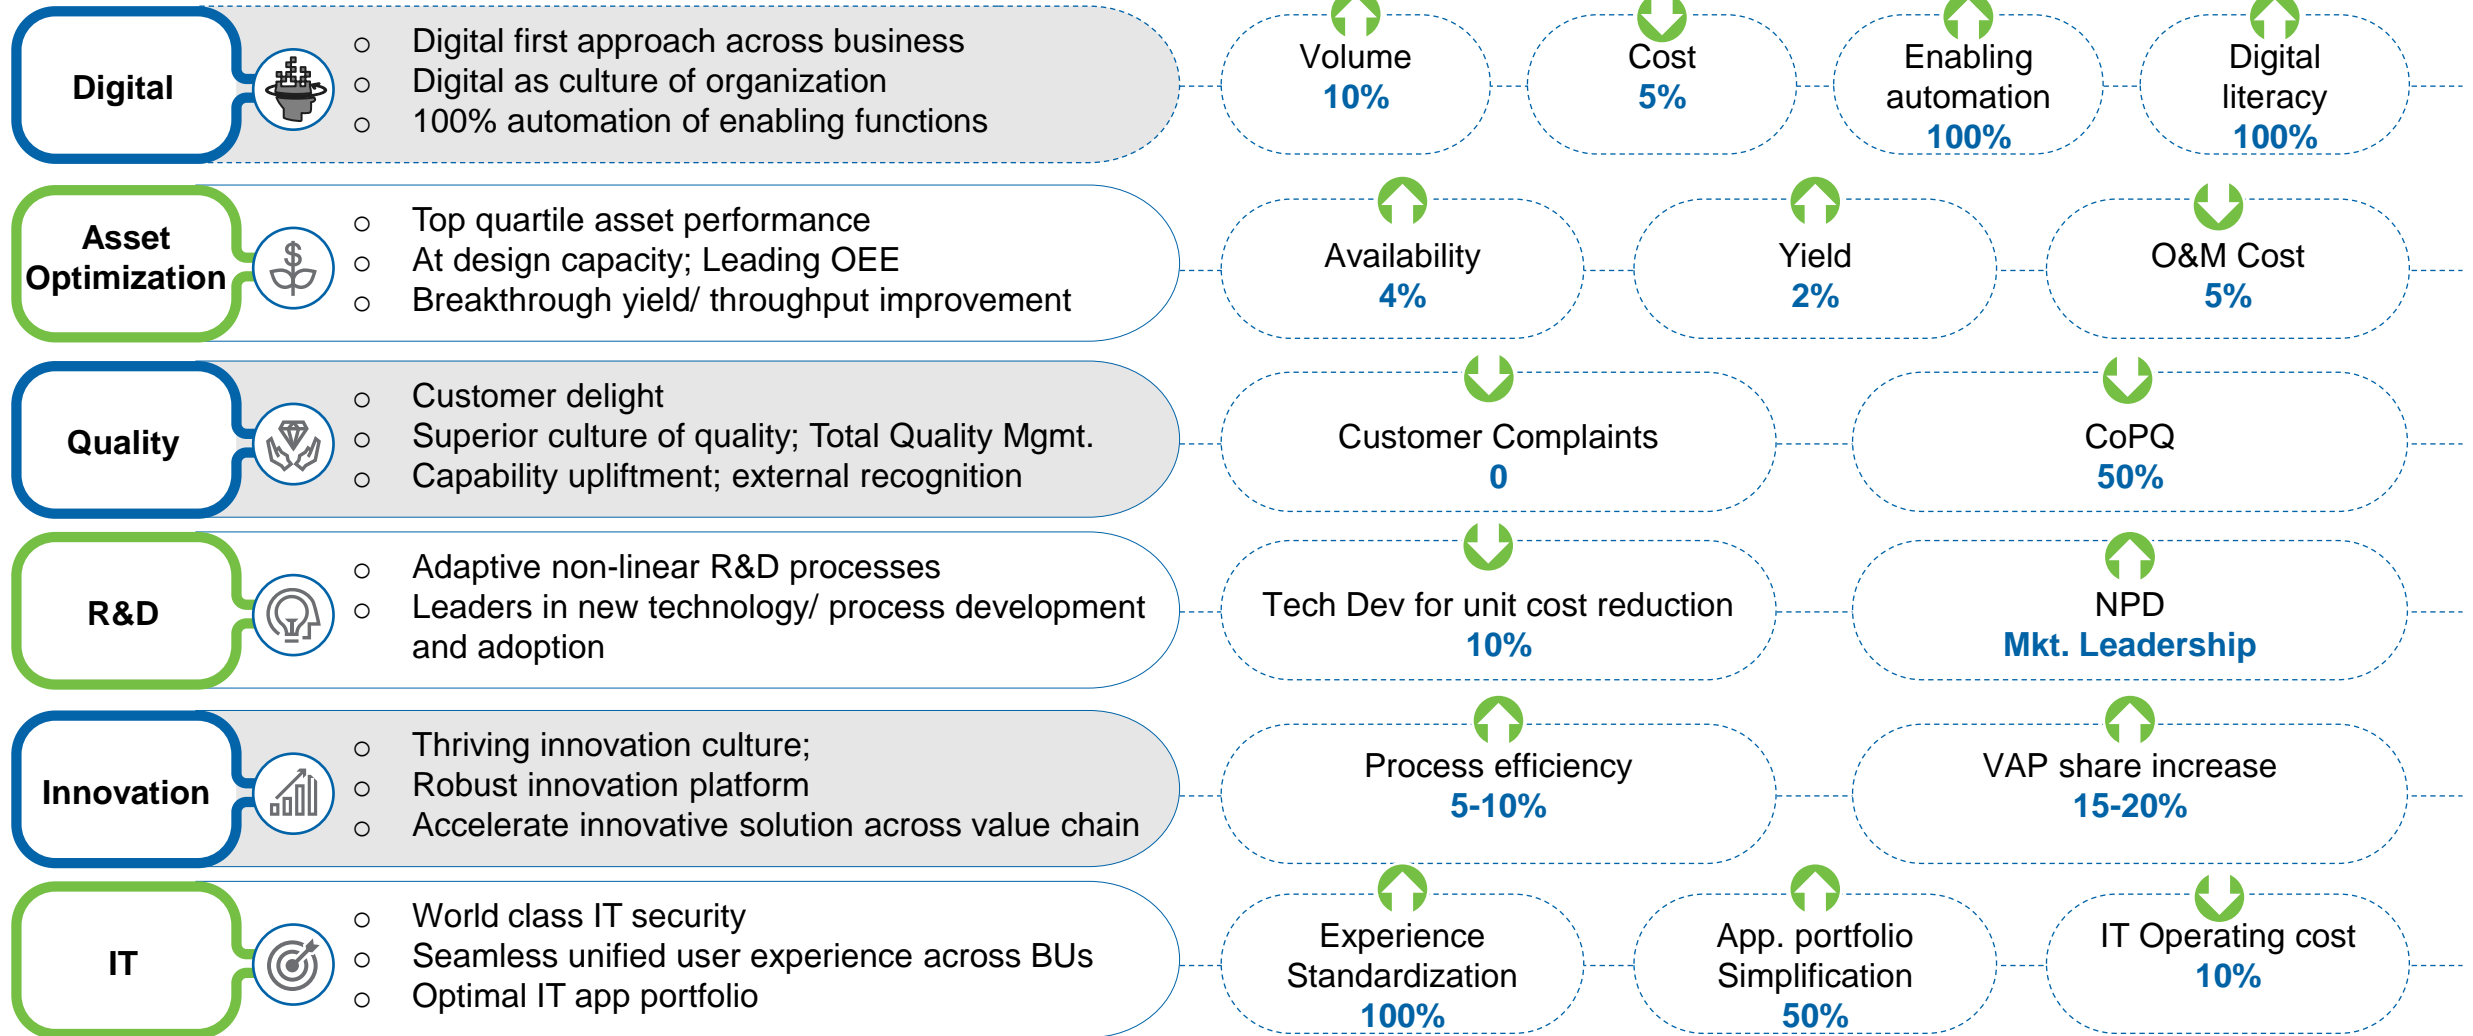 Digital
o Digital first approach across business
o Digital as culture of organization
o 100% automation of enabling functions
Volume
10%
Cost
5%
Enabling
automation
100%
Digital
literacy
100%
Asset
Optimization
o Top quartile asset performance
o At design capacity; Leading OEE
o Breakthrough yield/ throughput improvement
Availability
4%
Yield
2%
O&M Cost
5%
Quality
o Customer delight
o Superior culture of quality; Total Quality Mgmt.
o Capability upliftment; external recognition
Customer Complaints
0
CoPQ
50%
R&D
o Adaptive non-linear R&D processes
o Leaders in new technology/ process development
and adoption
Tech Dev for unit cost reduction
10%
NPD
Mkt. Leadership
Innovation
o Thriving innovation culture;
o Robust innovation platform
o Accelerate innovative solution across value chain
Process efficiency
5-10%
VAP share increase
15-20%
IT
o World class IT security
o Seamless unified user experience across BUs
o Optimal IT app portfolio
Experience
Standardization
100%
App. portfolio
Simplification
50%
IT Operating cost
10%